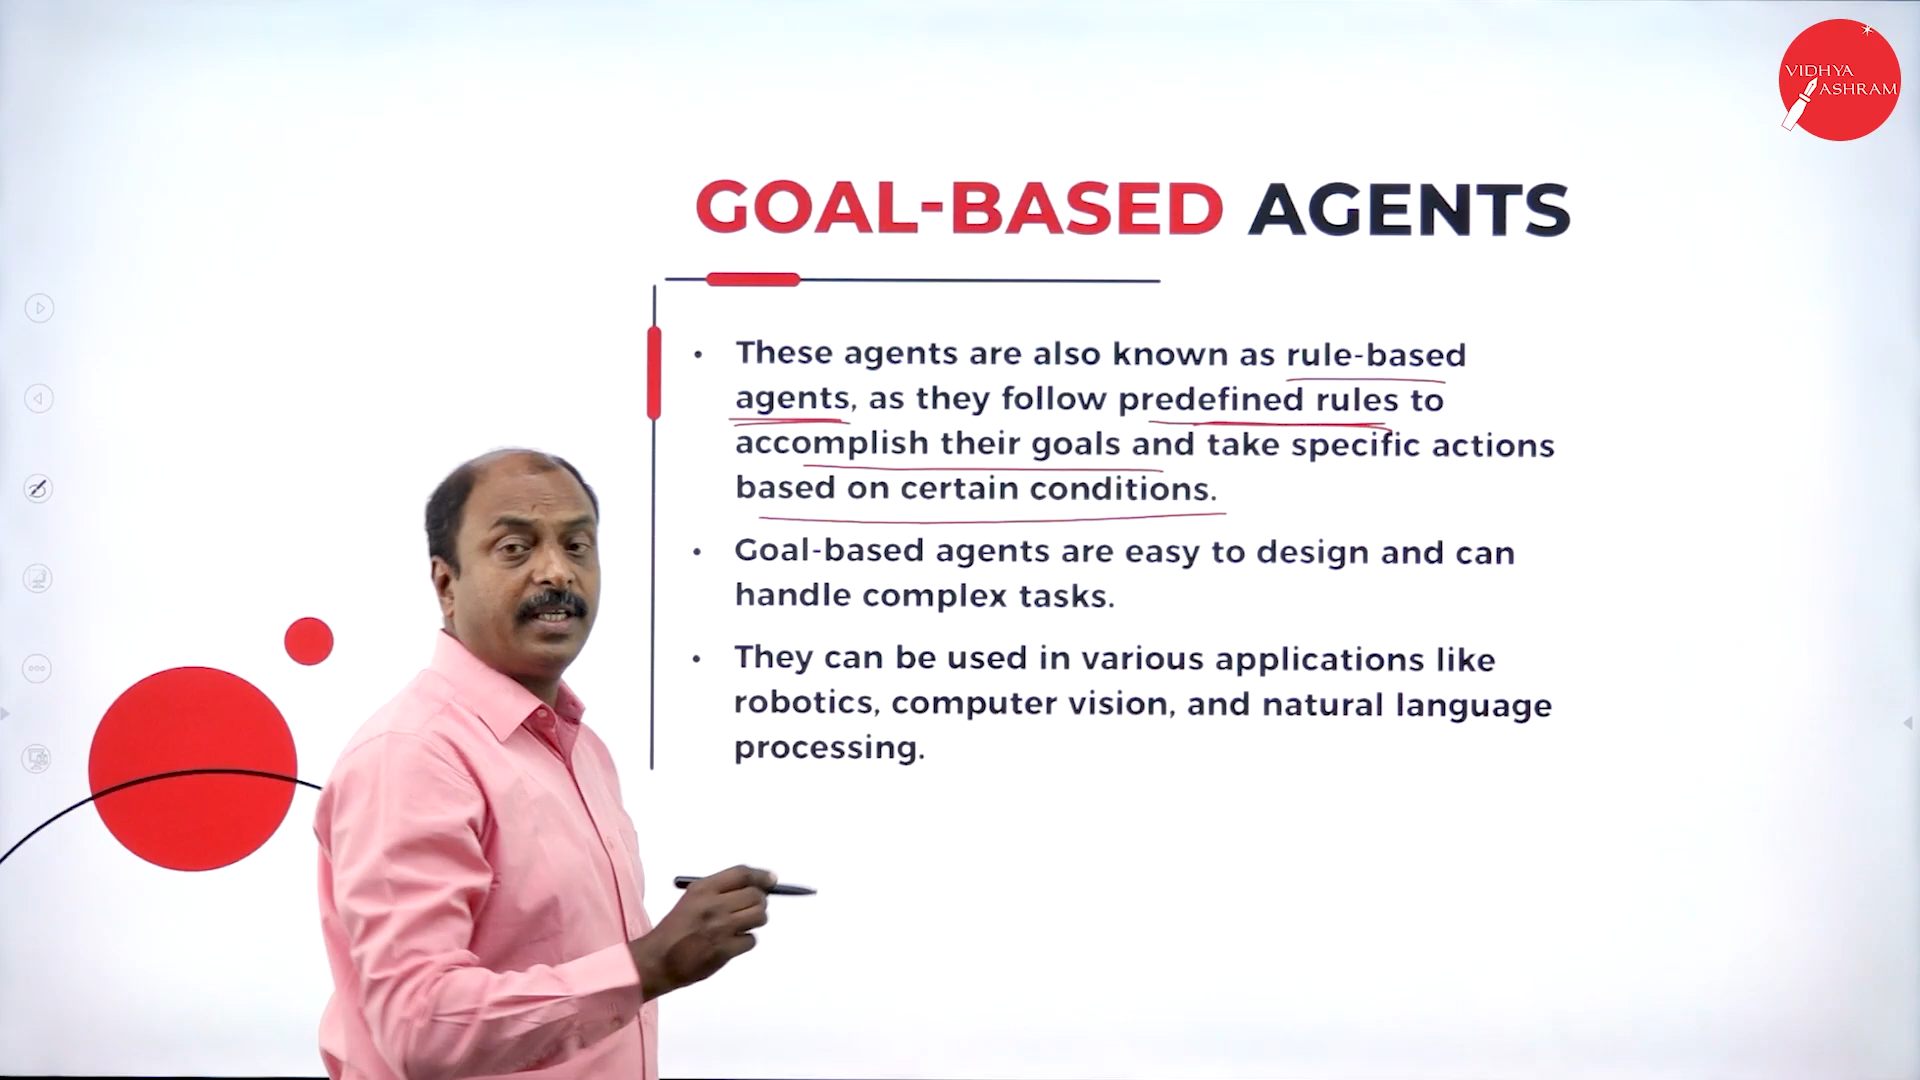 VIDHYA
ASHRAM
GOAL-BASED AGENTS
• These agents are also known as rule-based
agents, as they follow predefined rules to
accomplish their goals and take specific actions
based on certain conditions.
• Goal-based agents are easy to design and can
handle complex tasks.
• They can be used in various applications like
robotics, computer vision, and natural language
processing.